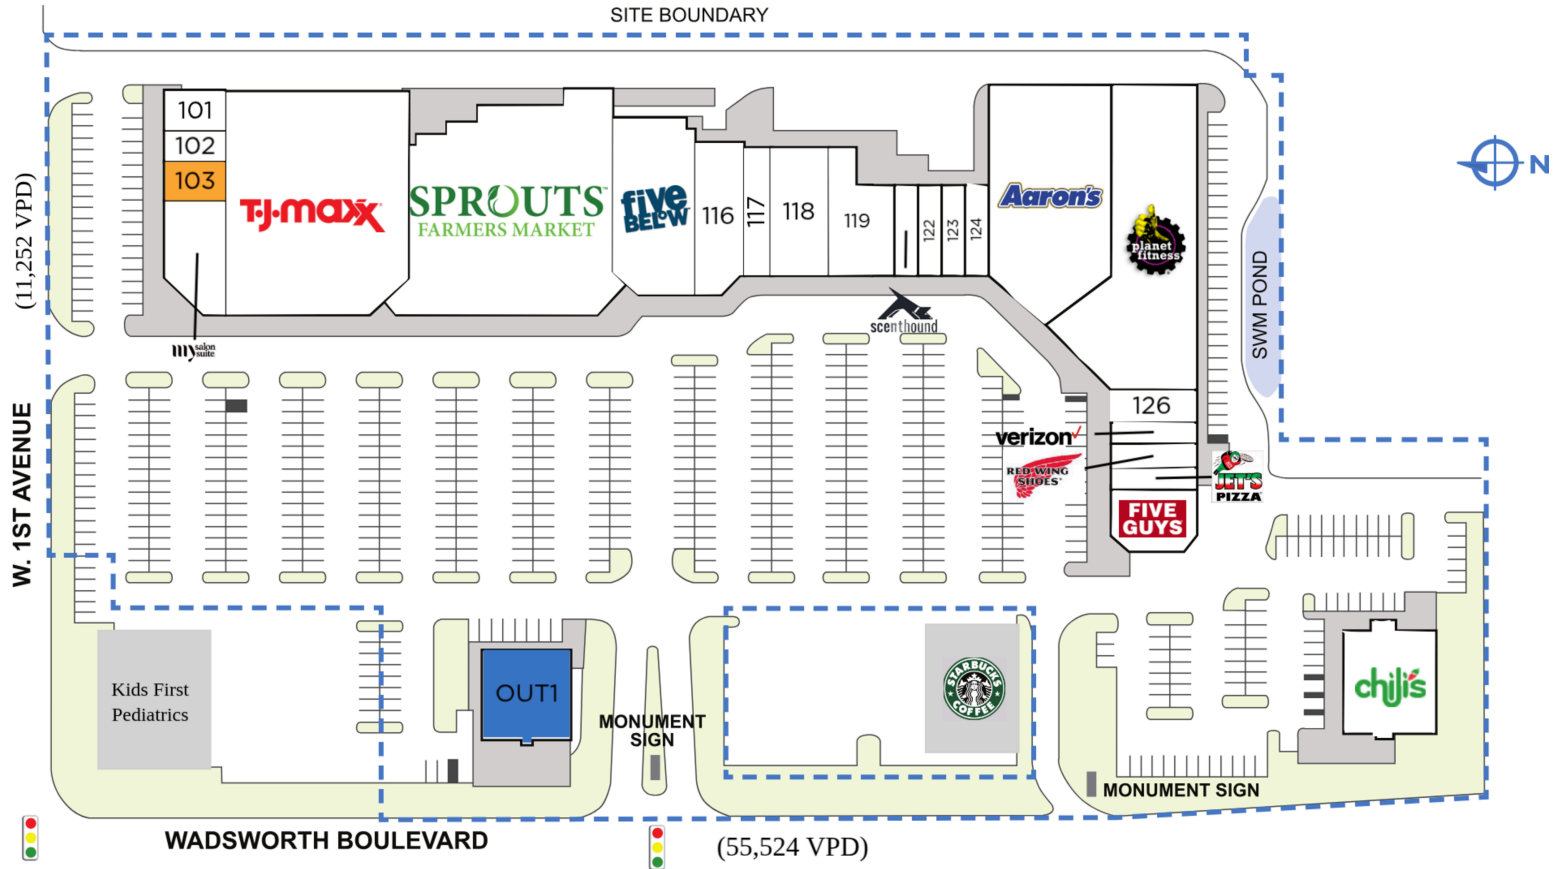 SITE BOUNDARY
101
102
103
T·J·maxx
SPROUTS
FARMERS MARKET
five
BELOW
116
117
118
119
122
123
124
Aaron's
planet
fitness
N
(11,252 VPD)
W. 1ST AVENUE
SWM POND
my salon
suite
scenthound
126
verizon
RED WING
SHOES
JET'S
PIZZA
FIVE
GUYS
Kids First
Pediatrics
OUT1
MONUMENT
SIGN
STARBUCKS
COFFEE
chili's
MONUMENT SIGN
WADSWORTH BOULEVARD
(55,524 VPD)